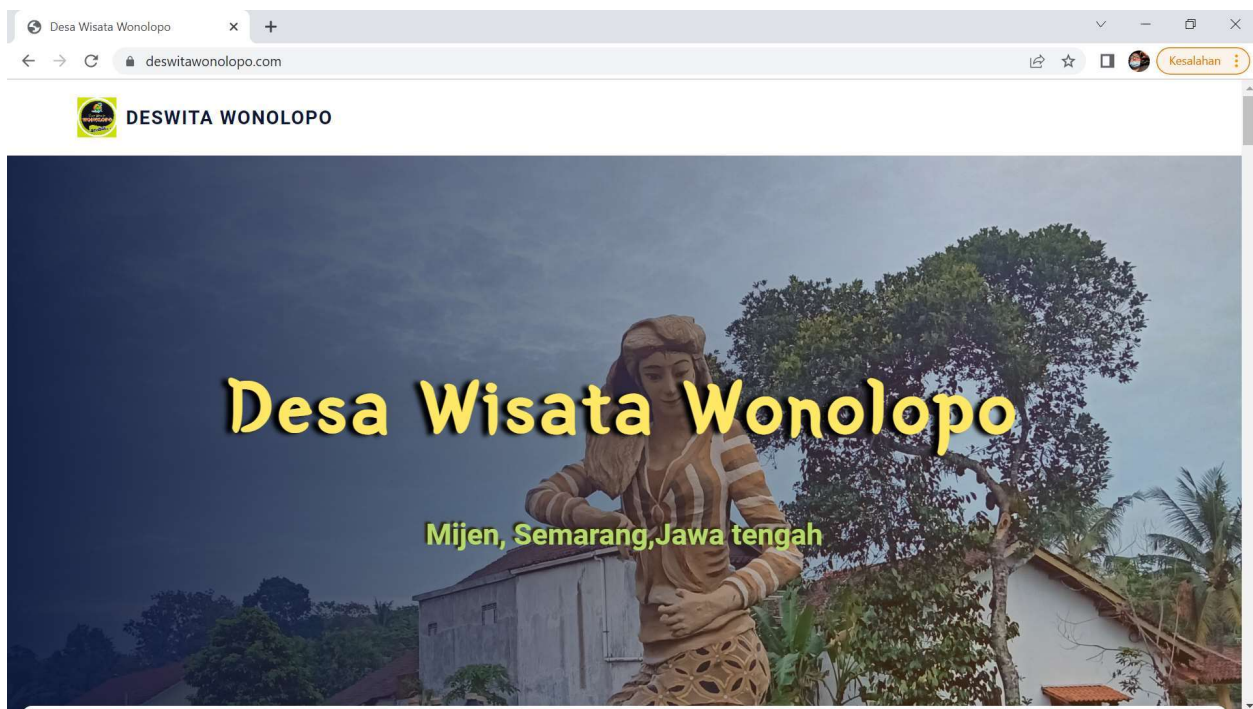 Desa Wisata Wonolopo
deswitawonolopo.com
Kesalahan
DESWITA WONOLOPO
Desa Wisata Wonolopo
Mijen, Semarang,Jawa tengah